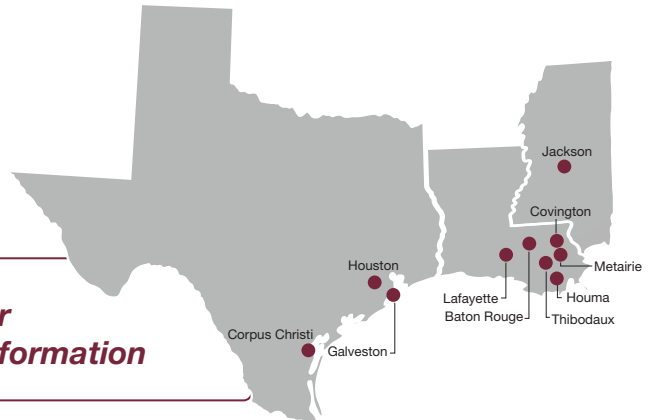 Jackson
Covington
Metairie
Houston
Lafayette
Houma
Baton Rouge
Thibodaux
Corpus Christi
Galveston
r
formation